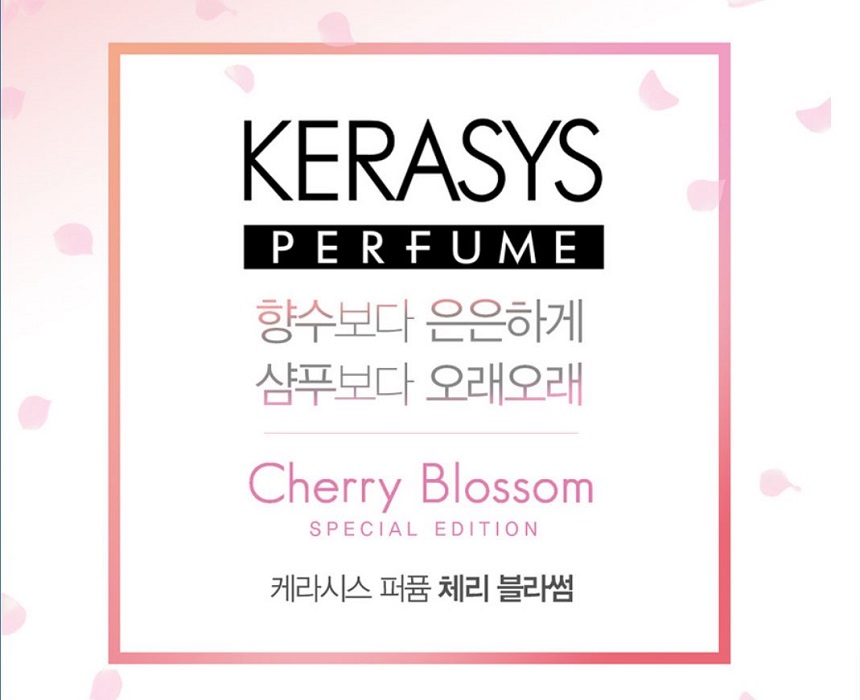 KERASYS
PERFUME
향수보다 은은하게
샴푸보다 오래오래
Cherry Blossom
SPECIAL EDITION
케라시스 퍼퓸 체리 블라썸